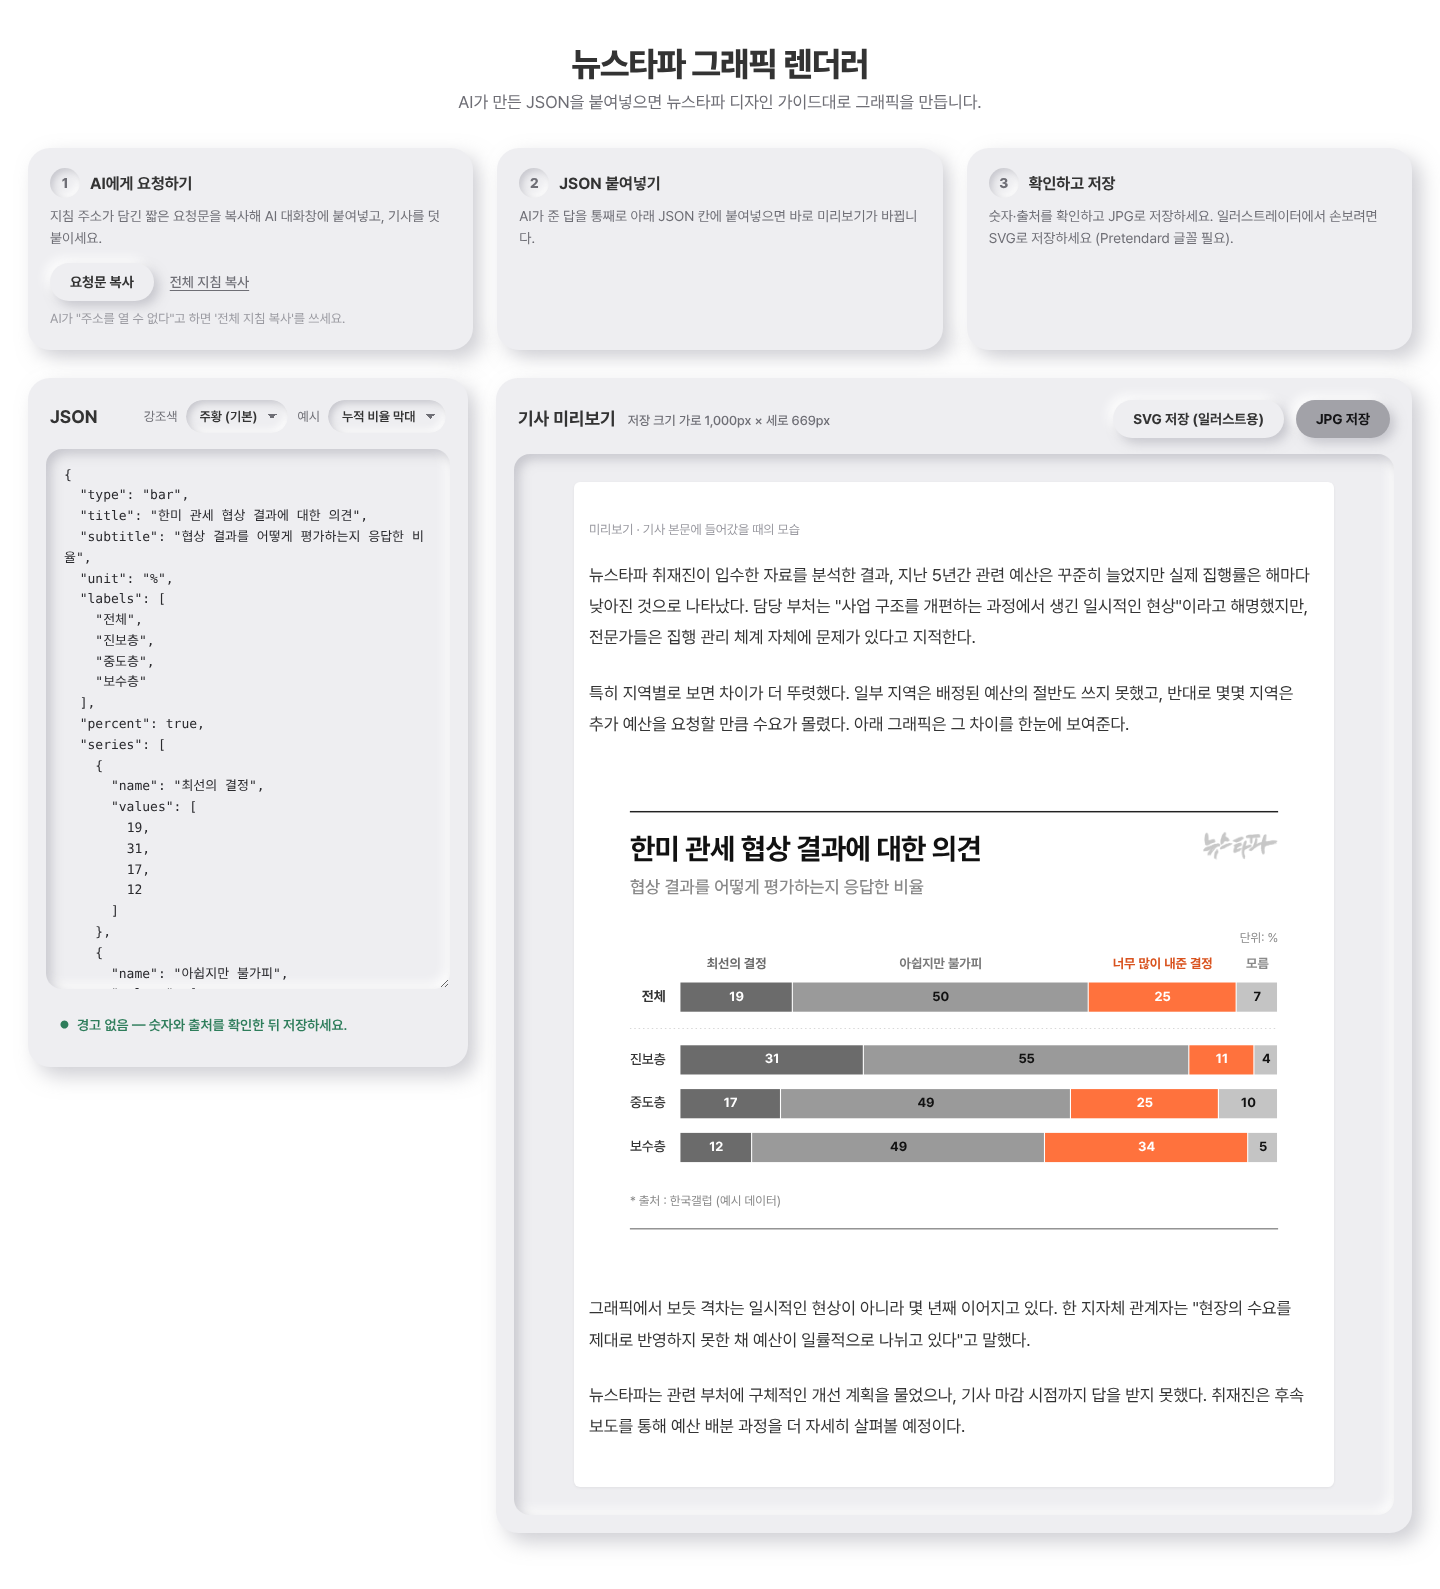 뉴스타파 그래픽 렌더러
AI가 만든 JSON을 붙여넣으면 뉴스타파 디자인 가이드대로 그래픽을 만듭니다.
1 AI에게 요청하기
지침 주소가 담긴 짧은 요청문을 복사해 AI 대화창에 붙여넣고, 기사를 덧
붙이세요.
요청문 복사 전체 지침 복사
AI가 "주소를 열 수 없다"고 하면 '전체 지침 복사'를 쓰세요.
2 JSON 붙여넣기
AI가 준 답을 통째로 아래 JSON 칸에 붙여넣으면 바로 미리보기가 바뀝니
다.
3 확인하고 저장
숫자·출처를 확인하고 JPG로 저장하세요. 일러스트레이터에서 손보려면
SVG로 저장하세요 (Pretendard 글꼴 필요).
JSON 강조색 주황 (기본) 예시 누적 비율 막대
{
"type": "bar",
"title": "한미 관세 협상 결과에 대한 의견",
"subtitle": "협상 결과를 어떻게 평가하는지 응답한 비
율",
"unit": "%",
"labels": [
"전체",
"진보층",
"중도층",
"보수층"
],
"percent": true,
"series": [
{
"name": "최선의 결정",
"values": [
19,
31,
17,
12
]
},
{
"name": "아쉽지만 불가피",
경고 없음 — 숫자와 출처를 확인한 뒤 저장하세요.
기사 미리보기 저장 크기 가로 1,000px × 세로 669px SVG 저장 (일러스트용) JPG 저장
미리보기 · 기사 본문에 들어갔을 때의 모습
뉴스타파 취재진이 입수한 자료를 분석한 결과, 지난 5년간 관련 예산은 꾸준히 늘었지만 실제 집행률은 해마다
낮아진 것으로 나타났다. 담당 부처는 "사업 구조를 개편하는 과정에서 생긴 일시적인 현상"이라고 해명했지만,
전문가들은 집행 관리 체계 자체에 문제가 있다고 지적한다.
특히 지역별로 보면 차이가 더 뚜렷했다. 일부 지역은 배정된 예산의 절반도 쓰지 못했고, 반대로 몇몇 지역은
추가 예산을 요청할 만큼 수요가 몰렸다. 아래 그래픽은 그 차이를 한눈에 보여준다.
한미 관세 협상 결과에 대한 의견 뉴스타파
협상 결과를 어떻게 평가하는지 응답한 비율
단위: %
최선의 결정 아쉽지만 불가피 너무 많이 내준 결정 모름
전체 19 50 25 7
진보층 31 55 11 4
중도층 17 49 25 10
보수층 12 49 34 5
* 출처 : 한국갤럽 (예시 데이터)
그래픽에서 보듯 격차는 일시적인 현상이 아니라 몇 년째 이어지고 있다. 한 지자체 관계자는 "현장의 수요를
제대로 반영하지 못한 채 예산이 일률적으로 나뉘고 있다"고 말했다.
뉴스타파는 관련 부처에 구체적인 개선 계획을 물었으나, 기사 마감 시점까지 답을 받지 못했다. 취재진은 후속
보도를 통해 예산 배분 과정을 더 자세히 살펴볼 예정이다.